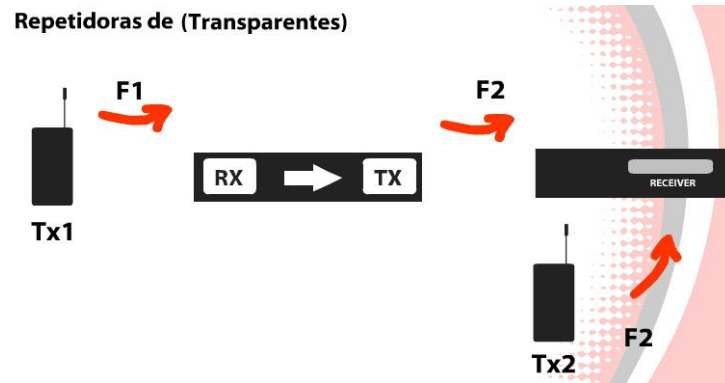 Repetidoras de (Transparentes)
F1
F2
RX
TX
RECEIVER
Tx1
F2
Tx2